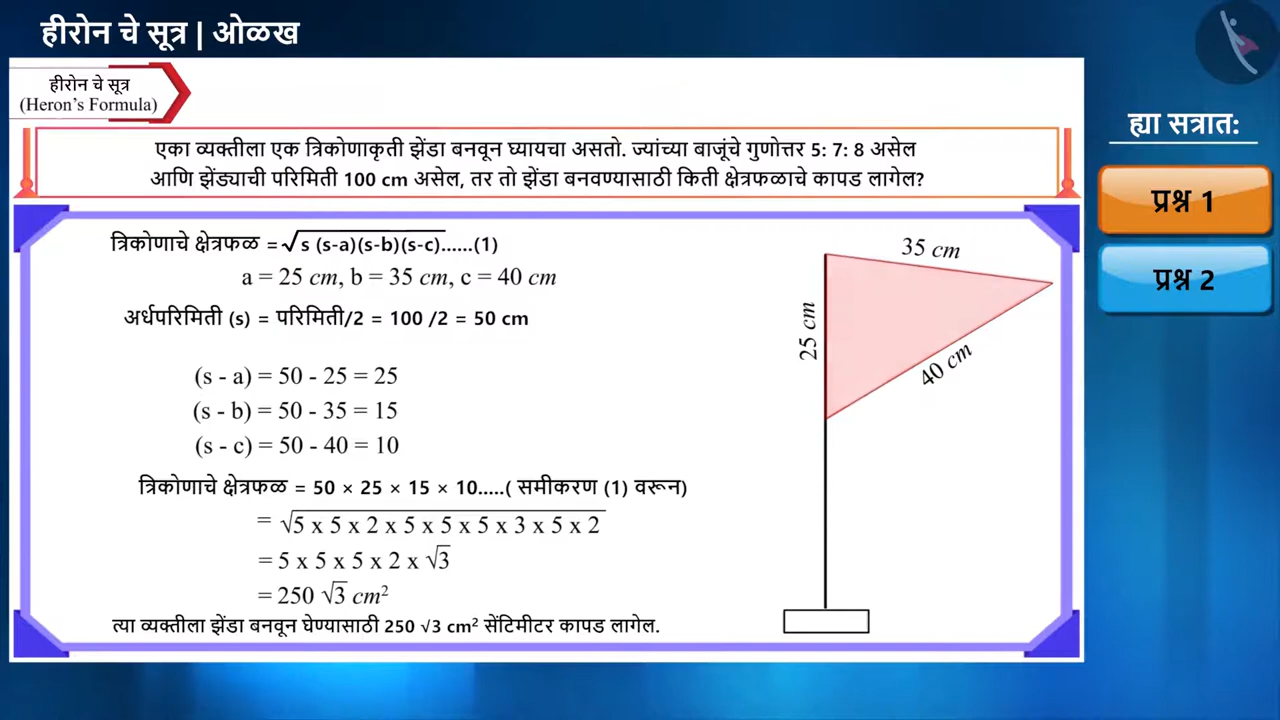 हीरोन चे सूत्र | ओळख
हीरोन चे सूत्र
(Heron's Formula)
ह्या सत्रात:
प्रश्न 1
प्रश्न 2
एका व्यक्तीला एक त्रिकोणाकृती झेंडा बनवून घ्यायचा असतो. ज्यांच्या बाजूंचे गुणोत्तर 5: 7: 8 असेल
आणि झेंड्याची परिमिती 100 cm असेल, तर तो झेंडा बनवण्यासाठी किती क्षेत्रफळाचे कापड लागेल?
त्रिकोणाचे क्षेत्रफळ =√s (s-a)(s-b)(s-c)......(1)
a = 25 cm, b = 35 cm, c = 40 cm
अर्धपरिमिती (s) = परिमिती/2 = 100 /2 = 50 cm
(s - a) = 50 - 25 = 25
(s - b) = 50 - 35 = 15
(s - c) = 50 - 40 = 10
त्रिकोणाचे क्षेत्रफळ = 50 × 25 × 15 × 10.....( समीकरण (1) वरून)
= √5 x 5 x 2 x 5 x 5 x 5 x 3 x 5 x 2
= 5 x 5 x 5 x 2 x √3
= 250 √3 cm²
त्या व्यक्तीला झेंडा बनवून घेण्यासाठी 250 √3 cm² सेंटिमीटर कापड लागेल.
35 cm
25 cm
40 cm